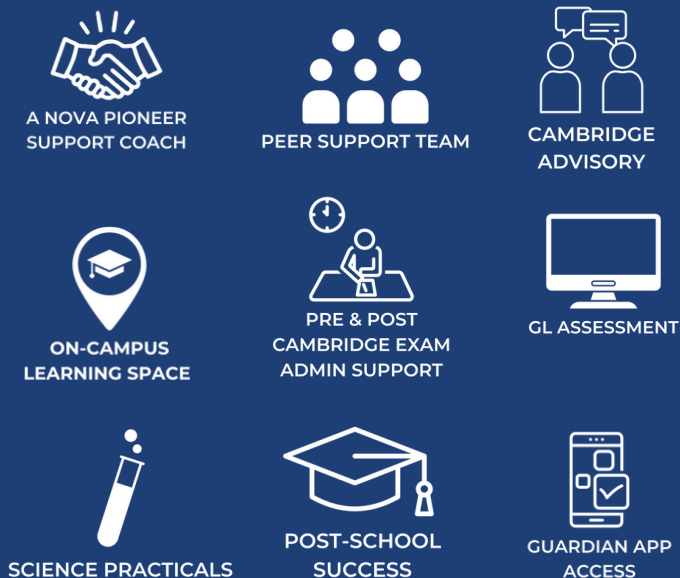 A NOVA PIONEER
SUPPORT COACH
PEER SUPPORT TEAM
CAMBRIDGE
ADVISORY
ON-CAMPUS
LEARNING SPACE
PRE & POST
CAMBRIDGE EXAM
ADMIN SUPPORT
GL ASSESSMENT
SCIENCE PRACTICALS
POST-SCHOOL
SUCCESS
GUARDIAN APP
ACCESS